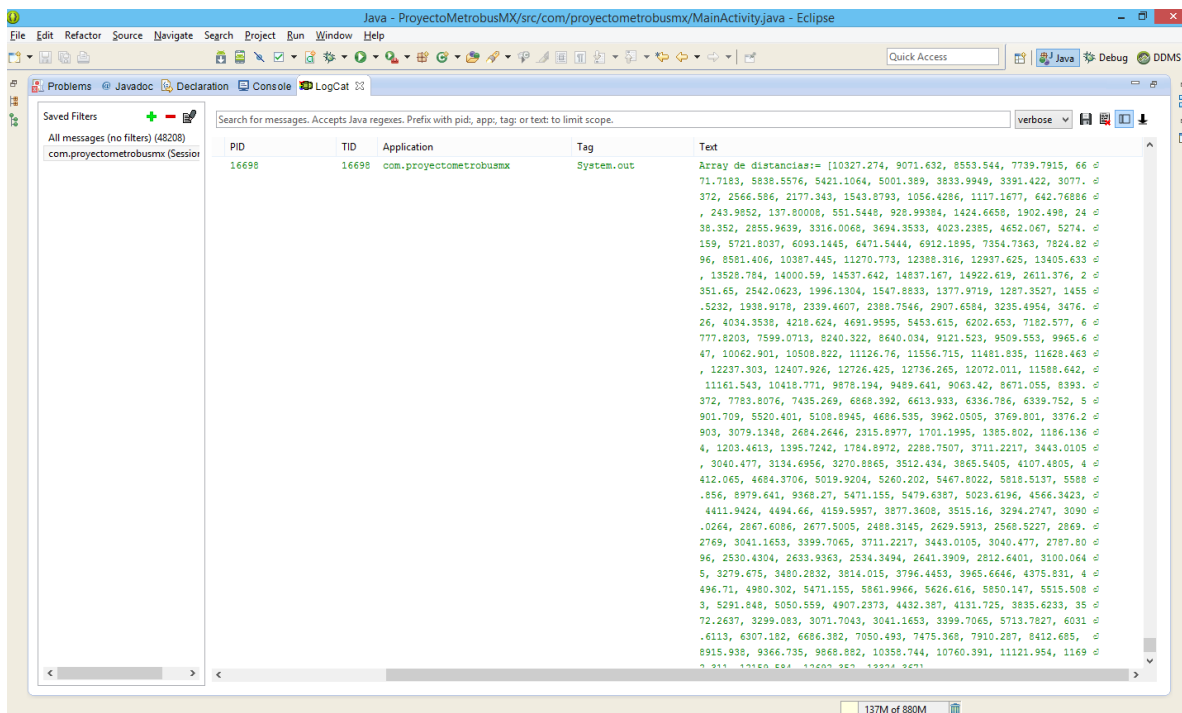 Java - ProyectoMetrobusMX/src/com/proyectometrobusmx/MainActivity.java - Eclipse
File Edit Refactor Source Navigate Search Project Run Window Help
Quick Access
Java
Debug
DDMS
Problems @ Javadoc Declaration Console LogCat
Saved Filters
Search for messages. Accepts Java regexes. Prefix with pid:, app:, tag: or text: to limit scope.
verbose
All messages (no filters) (48208)
com.proyectometrobusmx (Session
PID TID Application Tag Text
16698 16698 com.proyectometrobusmx System.out Array de distancias:= [10327.274, 9071.632, 8553.544, 7739.7915, 66
71.7183, 5838.5576, 5421.1064, 5001.389, 3833.9949, 3391.422, 3077.
372, 2566.586, 2177.343, 1543.8793, 1056.4286, 1117.1677, 642.76886
, 243.9852, 137.80008, 551.5448, 928.99384, 1424.6658, 1902.498, 24
38.352, 2855.9639, 3316.0068, 3694.3533, 4023.2385, 4652.067, 5274.
159, 5721.8037, 6093.1445, 6471.5444, 6912.1895, 7354.7363, 7824.82
96, 8581.406, 10387.445, 11270.773, 12388.316, 12937.625, 13405.633
, 13528.784, 14000.59, 14537.642, 14837.167, 14922.619, 2611.376, 2
351.65, 2542.0623, 1996.1304, 1547.8833, 1377.9719, 1287.3527, 1455
.5232, 1938.9178, 2339.4607, 2388.7546, 2907.6584, 3235.4954, 3476.
26, 4034.3538, 4218.624, 4691.9595, 5453.615, 6202.653, 7182.577, 6
777.8203, 7599.0713, 8240.322, 8640.034, 9121.523, 9509.553, 9965.6
47, 10062.901, 10508.822, 11126.76, 11556.715, 11481.835, 11628.463
, 12237.303, 12407.926, 12726.425, 12736.265, 12072.011, 11588.642,
11161.543, 10418.771, 9878.194, 9489.641, 9063.42, 8671.055, 8393.
372, 7783.8076, 7435.269, 6868.392, 6613.933, 6336.786, 6339.752, 5
901.709, 5520.401, 5108.8945, 4686.535, 3962.0505, 3769.801, 3376.2
903, 3079.1348, 2684.2646, 2315.8977, 1701.1995, 1385.802, 1186.136
4, 1203.4613, 1395.7242, 1784.8972, 2288.7507, 3711.2217, 3443.0105
, 3040.477, 3134.6956, 3270.8865, 3512.434, 3865.5405, 4107.4805, 4
412.065, 4684.3706, 5019.9204, 5260.202, 5467.8022, 5818.5137, 5588
.856, 8979.641, 9368.27, 5471.155, 5479.6387, 5023.6196, 4566.3423,
4411.9424, 4494.66, 4159.5957, 3877.3608, 3515.16, 3294.2747, 3090
.0264, 2867.6086, 2677.5005, 2488.3145, 2629.5913, 2568.5227, 2869.
2769, 3041.1653, 3399.7065, 3711.2217, 3443.0105, 3040.477, 2787.80
96, 2530.4304, 2633.9363, 2534.3494, 2641.3909, 2812.6401, 3100.064
5, 3279.675, 3480.2832, 3814.015, 3796.4453, 3965.6646, 4375.831, 4
496.71, 4980.302, 5471.155, 5861.9966, 5626.616, 5850.147, 5515.508
3, 5291.848, 5050.559, 4907.2373, 4432.387, 4131.725, 3835.6233, 35
72.2637, 3299.083, 3071.7043, 3041.1653, 3399.7065, 5713.7827, 6031
.6113, 6307.182, 6686.382, 7050.493, 7475.368, 7910.287, 8412.685,
8915.938, 9366.735, 9868.882, 10358.744, 10760.391, 11121.954, 1169
137M of 880M